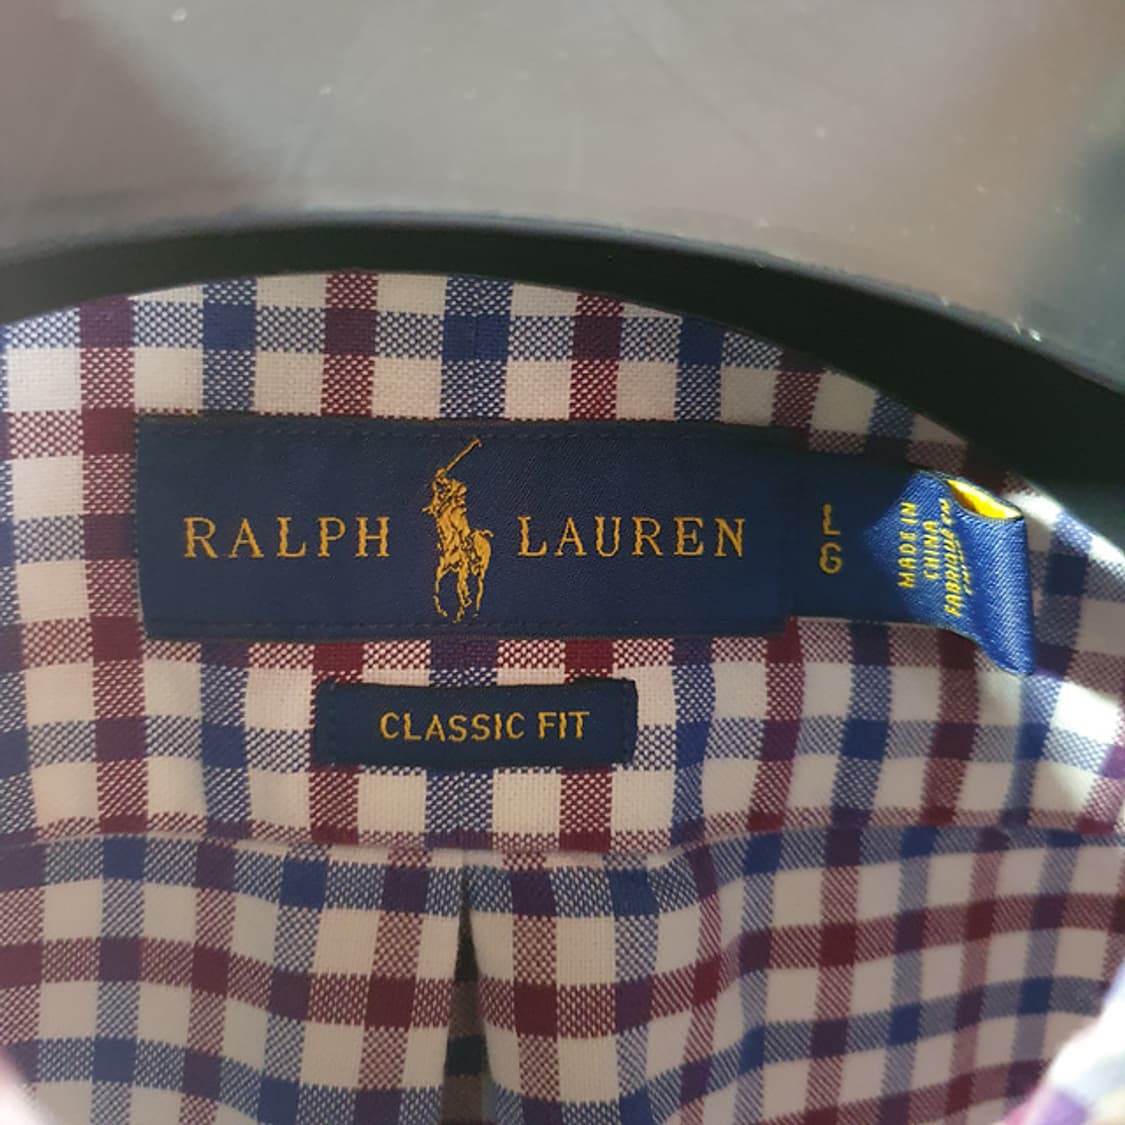 RALPH LAUREN
L
G
MADE IN
CHINA
CLASSIC FIT